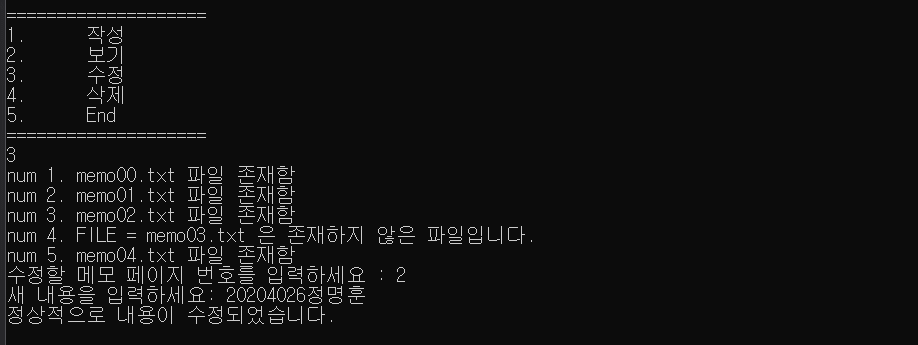 ====================
1.      작성
2.      보기
3.      수정
4.      삭제
5.      End
====================
3
num 1. memo00.txt 파일 존재함
num 2. memo01.txt 파일 존재함
num 3. memo02.txt 파일 존재함
num 4. FILE = memo03.txt 은 존재하지 않은 파일입니다.
num 5. memo04.txt 파일 존재함
수정할 메모 페이지 번호를 입력하세요 : 2
새 내용을 입력하세요: 20204026정명훈
정상적으로 내용이 수정되었습니다.